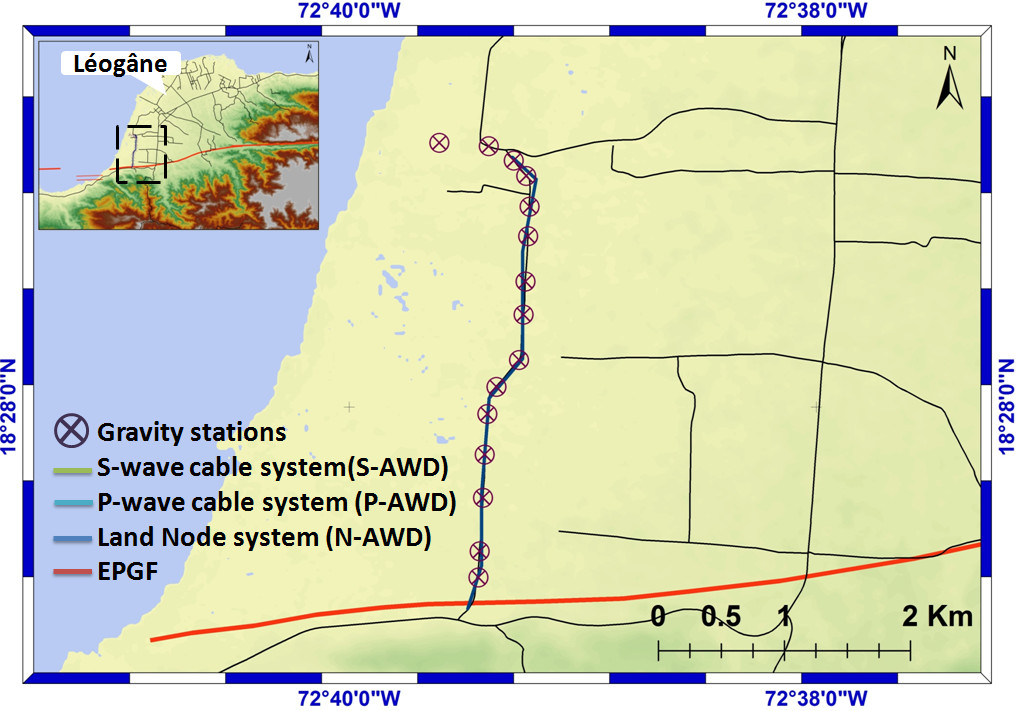 72°40'0"W
72°38'0"W
N
Léogâne
N
18°28'0"N
18°28'0"N
Gravity stations
S-wave cable system(S-AWD)
P-wave cable system (P-AWD)
Land Node system (N-AWD)
EPGF
0 0.5 1 2 Km
72°40'0"W
72°38'0"W